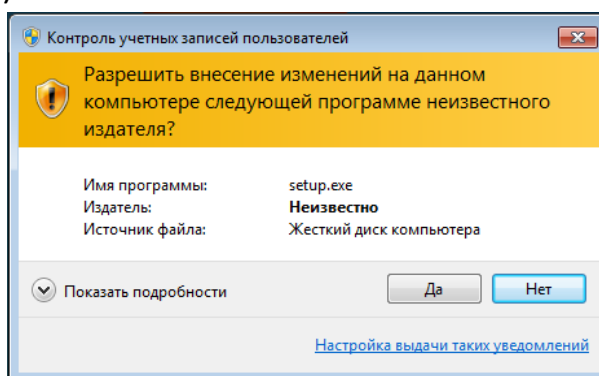 Контроль учетных записей пользователей
Разрешить внесение изменений на данном
компьютере следующей программе неизвестного
издателя?
Имя программы: setup.exe
Издатель: Неизвестно
Источник файла: Жесткий диск компьютера
Показать подробности Да Нет
Настройка выдачи таких уведомлений